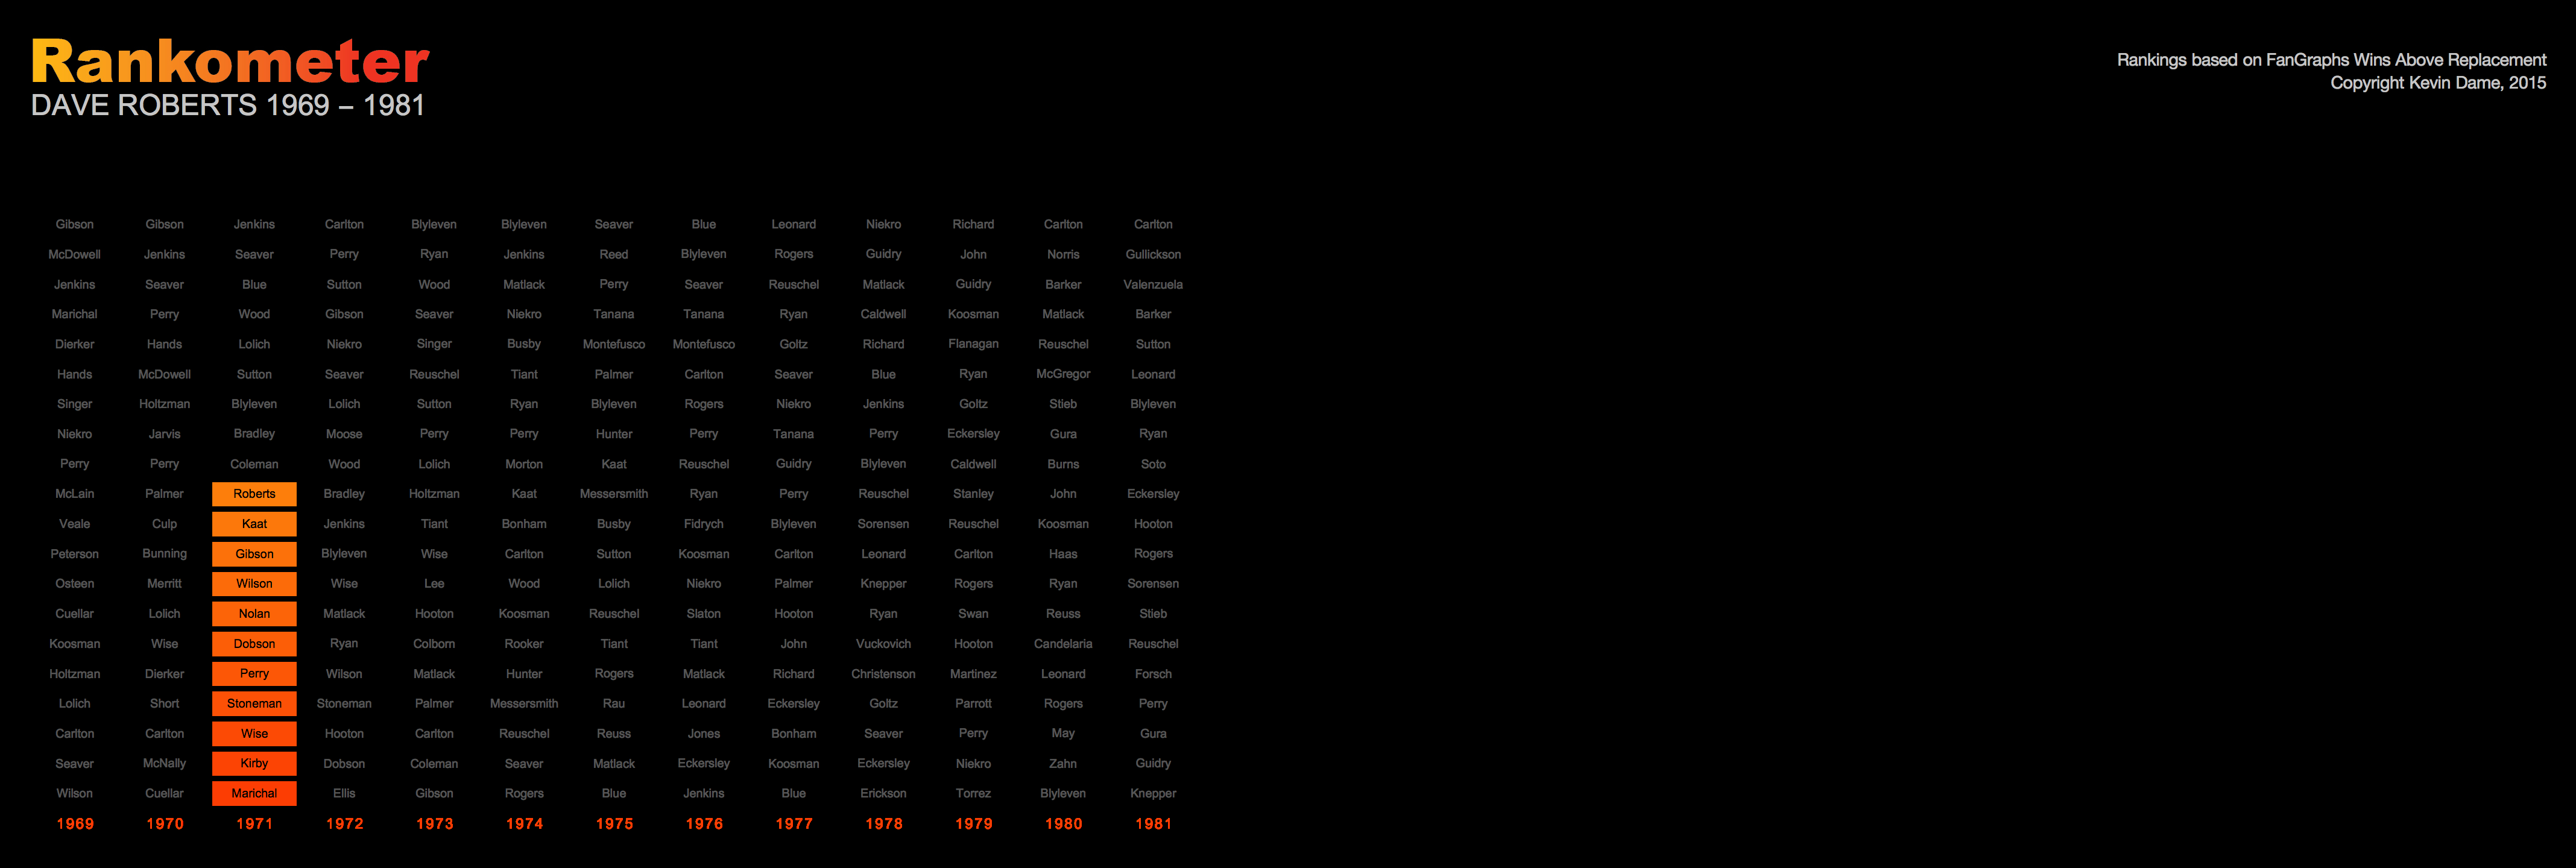 Rankometer
DAVE ROBERTS 1969 – 1981
Rankings based on FanGraphs Wins Above Replacement
Copyright Kevin Dame, 2015
Gibson Gibson Jenkins Carlton Blyleven Blyleven Seaver Blue Leonard Niekro Richard Carlton Carlton
McDowell Jenkins Seaver Perry Ryan Jenkins Reed Blyleven Rogers Guidry John Norris Gullickson
Jenkins Seaver Blue Sutton Wood Matlack Perry Seaver Reuschel Matlack Guidry Barker Valenzuela
Marichal Perry Wood Gibson Seaver Niekro Tanana Tanana Ryan Caldwell Koosman Matlack Barker
Dierker Hands Lolich Niekro Singer Busby Montefusco Montefusco Goltz Richard Flanagan Reuschel Sutton
Hands McDowell Sutton Seaver Reuschel Tiant Palmer Carlton Seaver Blue Ryan McGregor Leonard
Singer Holtzman Blyleven Lolich Sutton Ryan Blyleven Rogers Niekro Jenkins Goltz Stieb Blyleven
Niekro Jarvis Bradley Moose Perry Perry Hunter Perry Tanana Perry Eckersley Gura Ryan
Perry Perry Coleman Wood Lolich Morton Kaat Reuschel Guidry Blyleven Caldwell Burns Soto
McLain Palmer Roberts Bradley Holtzman Kaat Messersmith Ryan Perry Reuschel Stanley John Eckersley
Veale Culp Kaat Jenkins Tiant Bonham Busby Fidrych Blyleven Sorensen Reuschel Koosman Hooton
Peterson Bunning Gibson Blyleven Wise Carlton Sutton Koosman Carlton Leonard Carlton Haas Rogers
Osteen Merritt Wilson Wise Lee Wood Lolich Niekro Palmer Knepper Rogers Ryan Sorensen
Cuellar Lolich Nolan Matlack Hooton Koosman Reuschel Slaton Hooton Ryan Swan Reuss Stieb
Koosman Wise Dobson Ryan Colborn Rooker Tiant Tiant John Vuckovich Hooton Candelaria Reuschel
Holtzman Dierker Perry Wilson Matlack Hunter Rogers Matlack Richard Christenson Martinez Leonard Forsch
Lolich Short Stoneman Stoneman Palmer Messersmith Rau Leonard Eckersley Goltz Parrott Rogers Perry
Carlton Carlton Wise Hooton Carlton Reuschel Reuss Jones Bonham Seaver Perry May Gura
Seaver McNally Kirby Dobson Coleman Seaver Matlack Eckersley Koosman Eckersley Niekro Zahn Guidry
Wilson Cuellar Marichal Ellis Gibson Rogers Blue Jenkins Blue Erickson Torrez Blyleven Knepper
1969 1970 1971 1972 1973 1974 1975 1976 1977 1978 1979 1980 1981